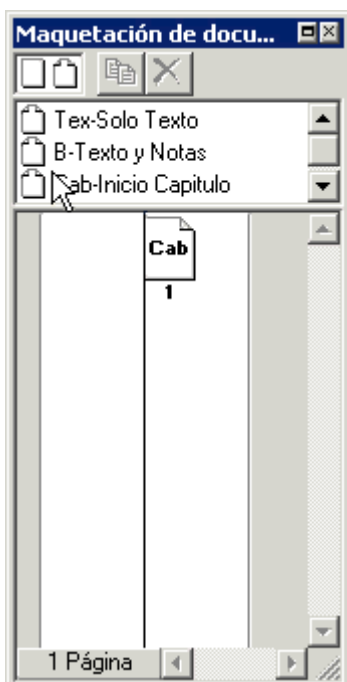 Maquetación de docu...
Tex-Solo Texto
B-Texto y Notas
Cab-Inicio Capitulo
Cab
1
1 Página